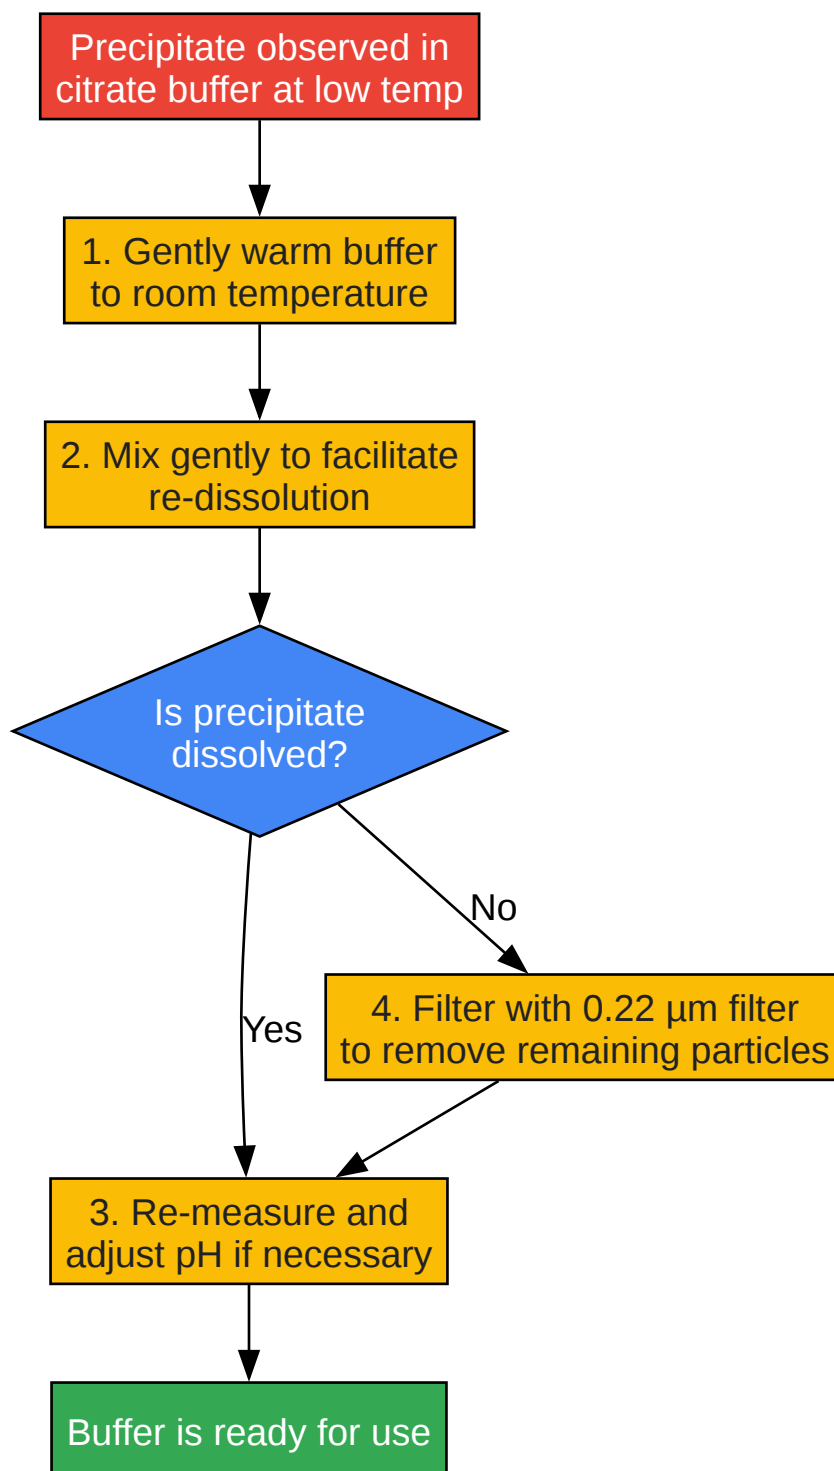 Precipitate observed in
citrate buffer at low temp
1. Gently warm buffer
to room temperature
2. Mix gently to facilitate
re-dissolution
Is precipitate
dissolved?
No
4. Filter with 0.22 µm filter
to remove remaining particles
Yes
3. Re-measure and
adjust pH if necessary
Buffer is ready for use